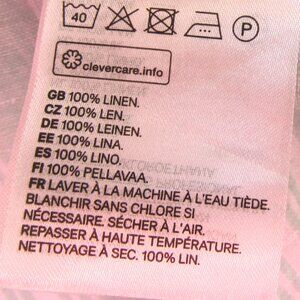 40
P
clevercare.info
GB 100% LINEN.
CZ 100% LEN.
DE 100% LEINEN.
EE 100% LINA.
ES 100% LINO.
FI 100% PELLAVAA.
FR LAVER À LA MACHINE À L'EAU TIÈDE.
BLANCHIR SANS CHLORE SI
NÉCESSAIRE. SÉCHER À L'AIR.
REPASSER À HAUTE TEMPÉRATURE.
NETTOYAGE À SEC. 100% LIN.